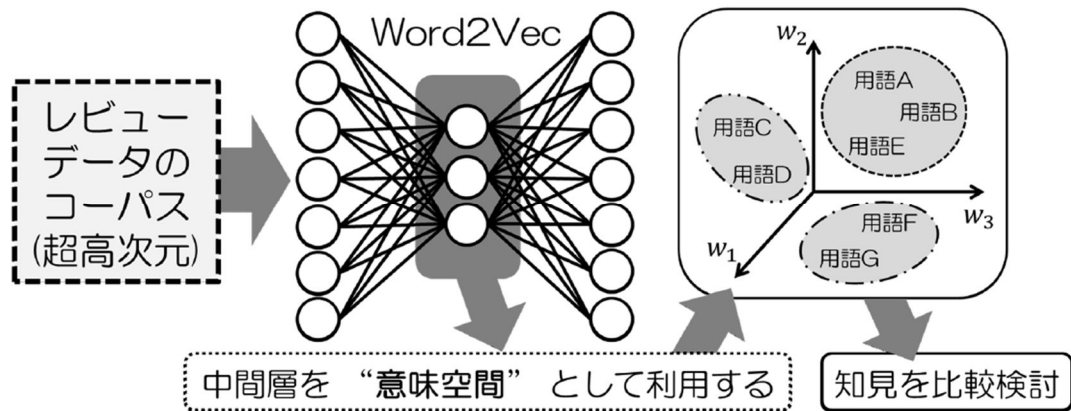 レビュー
データの
コーパス
(超高次元)
Word2Vec
w2
用語A
用語B
用語E
用語C
用語D
w3
用語F
用語G
w1
中間層を “意味空間” として利用する
知見を比較検討